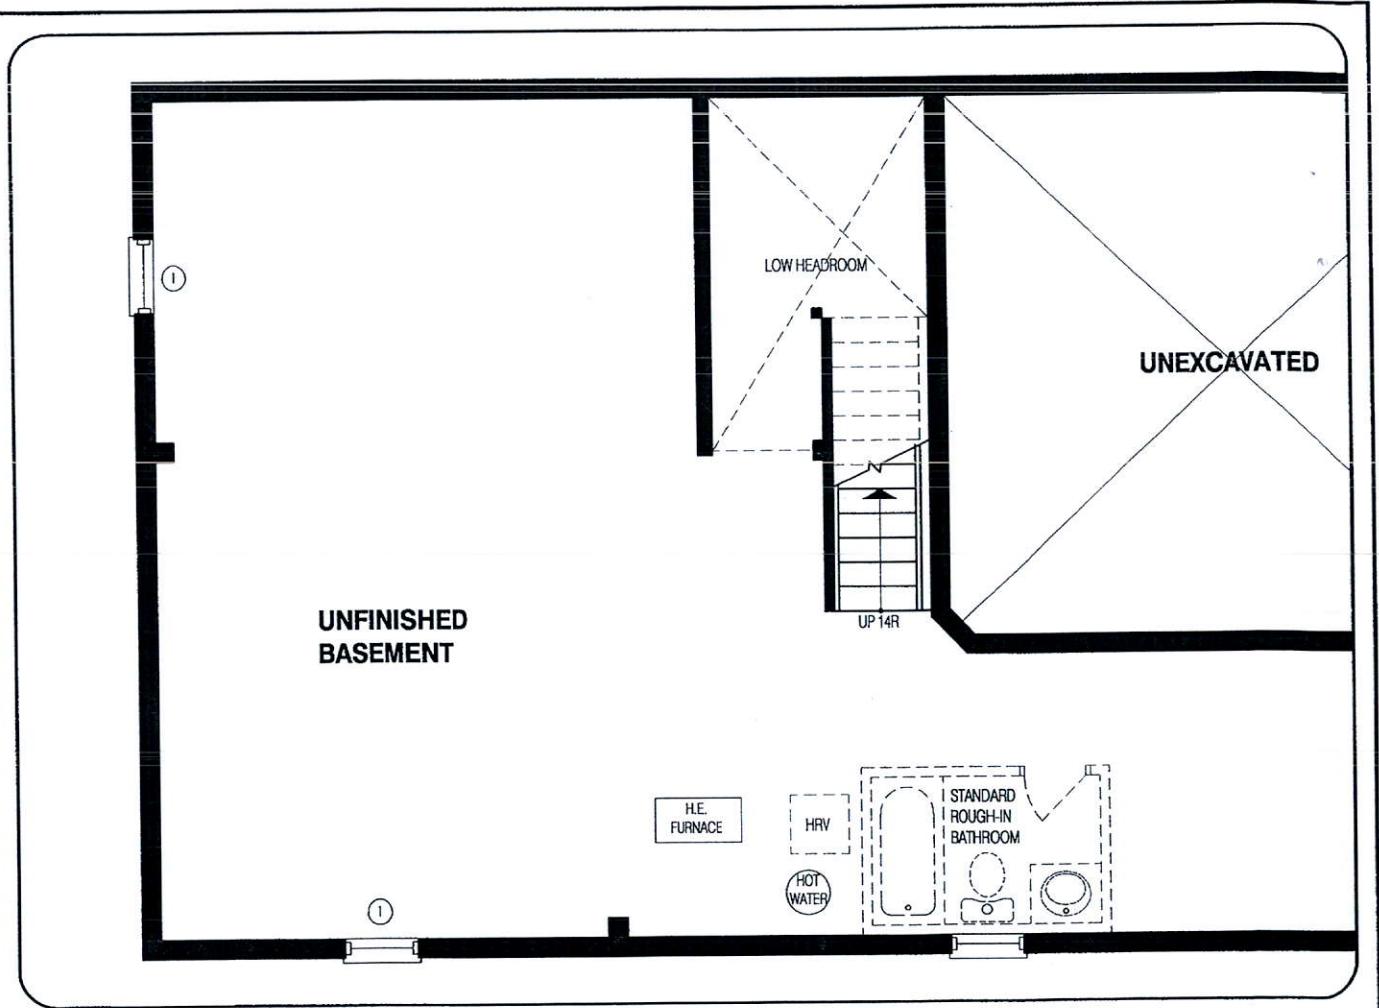 1
LOW HEADROOM
UNEXCAVATED
UP 14R
UNFINISHED
BASEMENT
H.E.
FURNACE
HRV
HOT
WATER
STANDARD
ROUGH-IN
BATHROOM
1